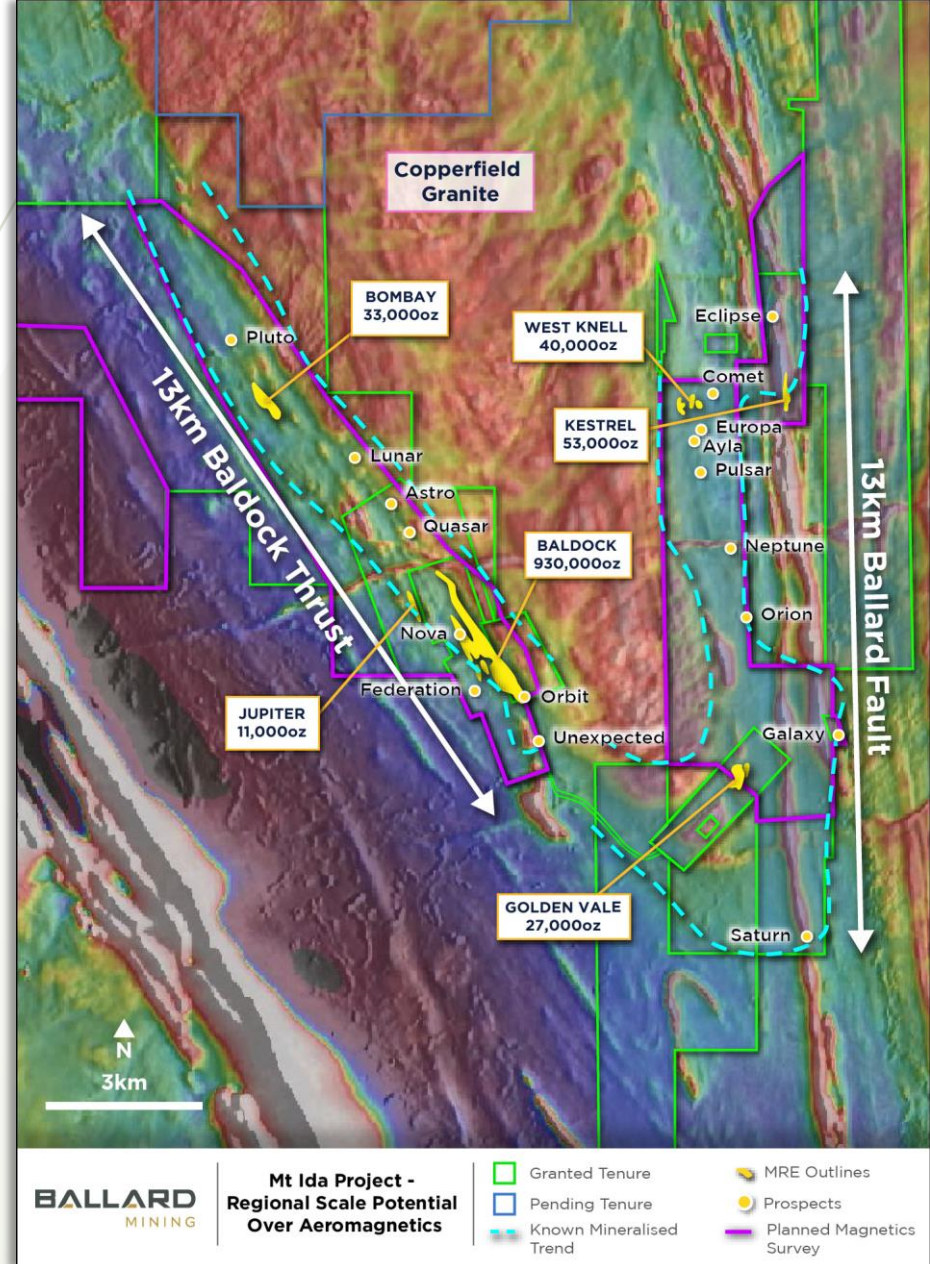 Copperfield
Granite
BOMBAY
33,000oz
Pluto
WEST KNELL
40,000oz
Eclipse
Comet
KESTREL
53,000oz
Europa
Ayla
Pulsar
Lunar
Astro
Quasar
13km Baldock Thrust
13km Ballard Fault
BALDOCK
930,000oz
Neptune
Orion
Nova
Federation
Orbit
JUPITER
11,000oz
Unexpected
Galaxy
GOLDEN VALE
27,000oz
Saturn
N
3km
BALLARD
MINING
Mt Ida Project -
Regional Scale Potential
Over Aeromagnetics
Granted Tenure
Pending Tenure
Known Mineralised
Trend
MRE Outlines
Prospects
Planned Magnetics
Survey